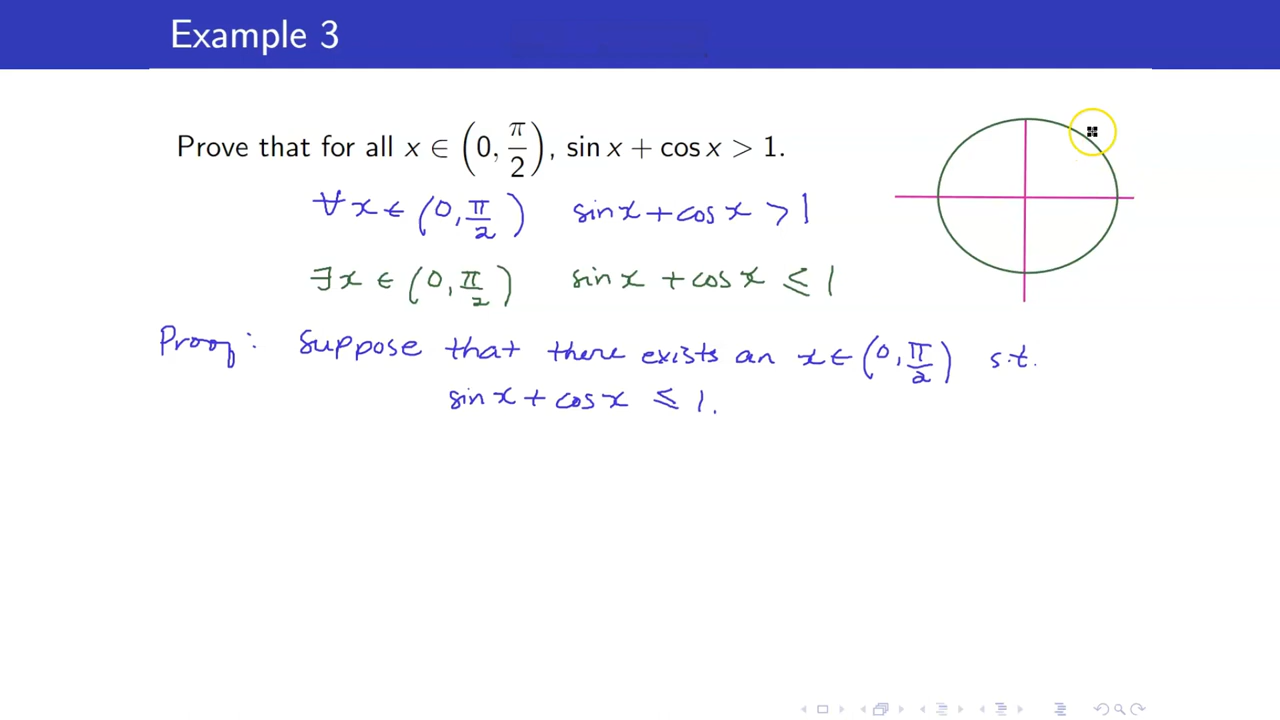 Example 3
Prove that for all x ∈ (0, π/2), sin x + cos x > 1.
∀ x ∈ (0, π/2) sin x + cos x > 1
∃ x ∈ (0, π/2) sin x + cos x ≤ 1
Proof: Suppose that there exists an x ∈ (0, π/2) s.t.
sin x + cos x ≤ 1.